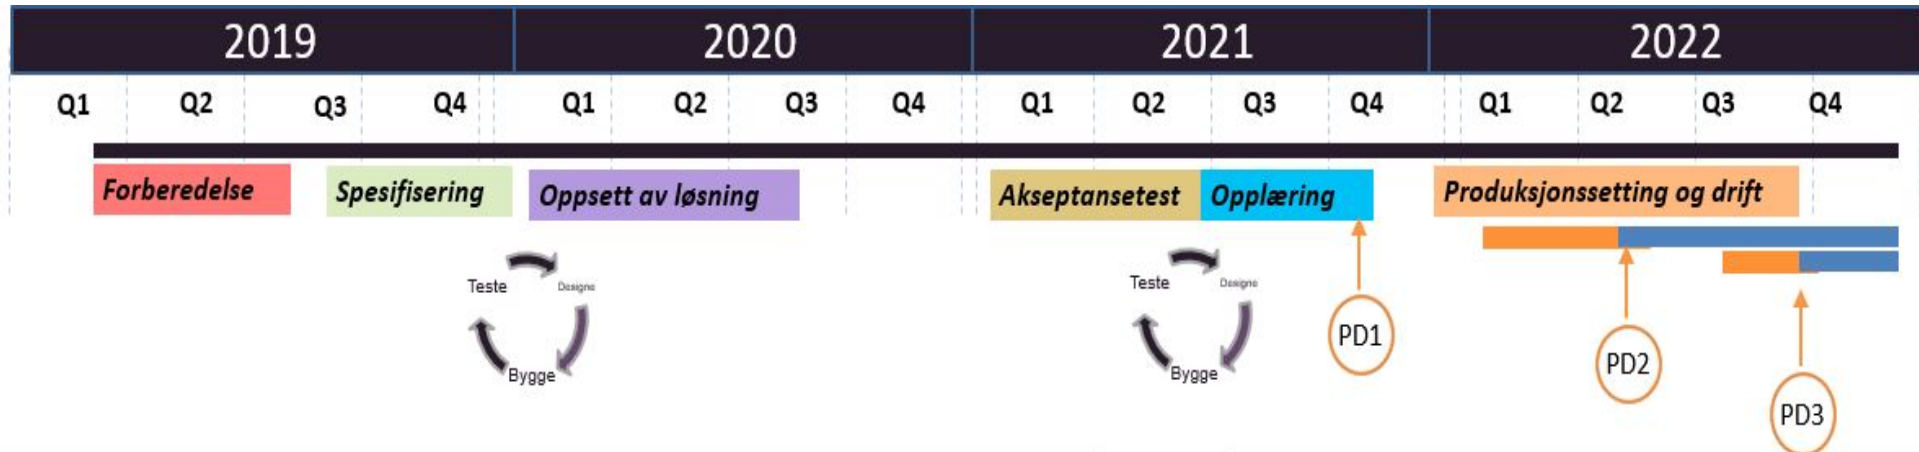 2019 2020 2021 2022
Q1 Q2 Q3 Q4 Q1 Q2 Q3 Q4 Q1 Q2 Q3 Q4 Q1 Q2 Q3 Q4
Forberedelse Spesifisering Oppsett av løsning Akseptansetest Opplæring Produksjonssetting og drift
Teste Designe Teste Designe
Bygge Bygge
PD1
PD2
PD3